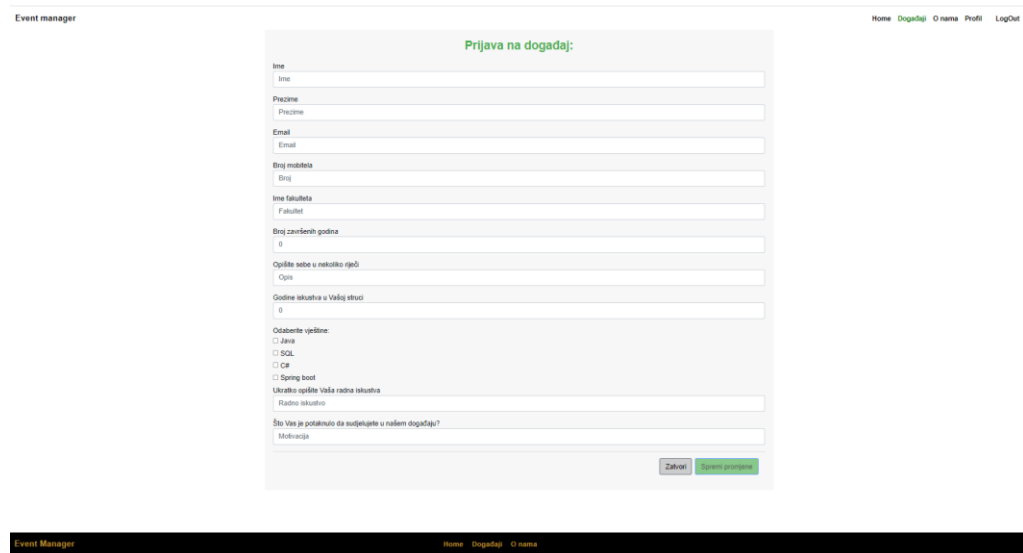 Event manager
Home Događaji O nama Profil LogOut
Prijava na događaj:
Ime
Ime
Prezime
Prezime
Email
Email
Broj mobitela
Broj
Ime fakulteta
Fakultet
Broj završenih godina
0
Opišite sebe u nekoliko riječi
Opis
Godine iskustva u Vašoj struci
0
Odaberite vještine:
Java
SQL
C#
Spring boot
Ukratko opišite Vaša radna iskustva
Radno iskustvo
Što Vas je potaknulo da sudjelujete u našem događaju?
Motivacija
Zatvori Spremi promjene
Event Manager
Home Događaji O nama